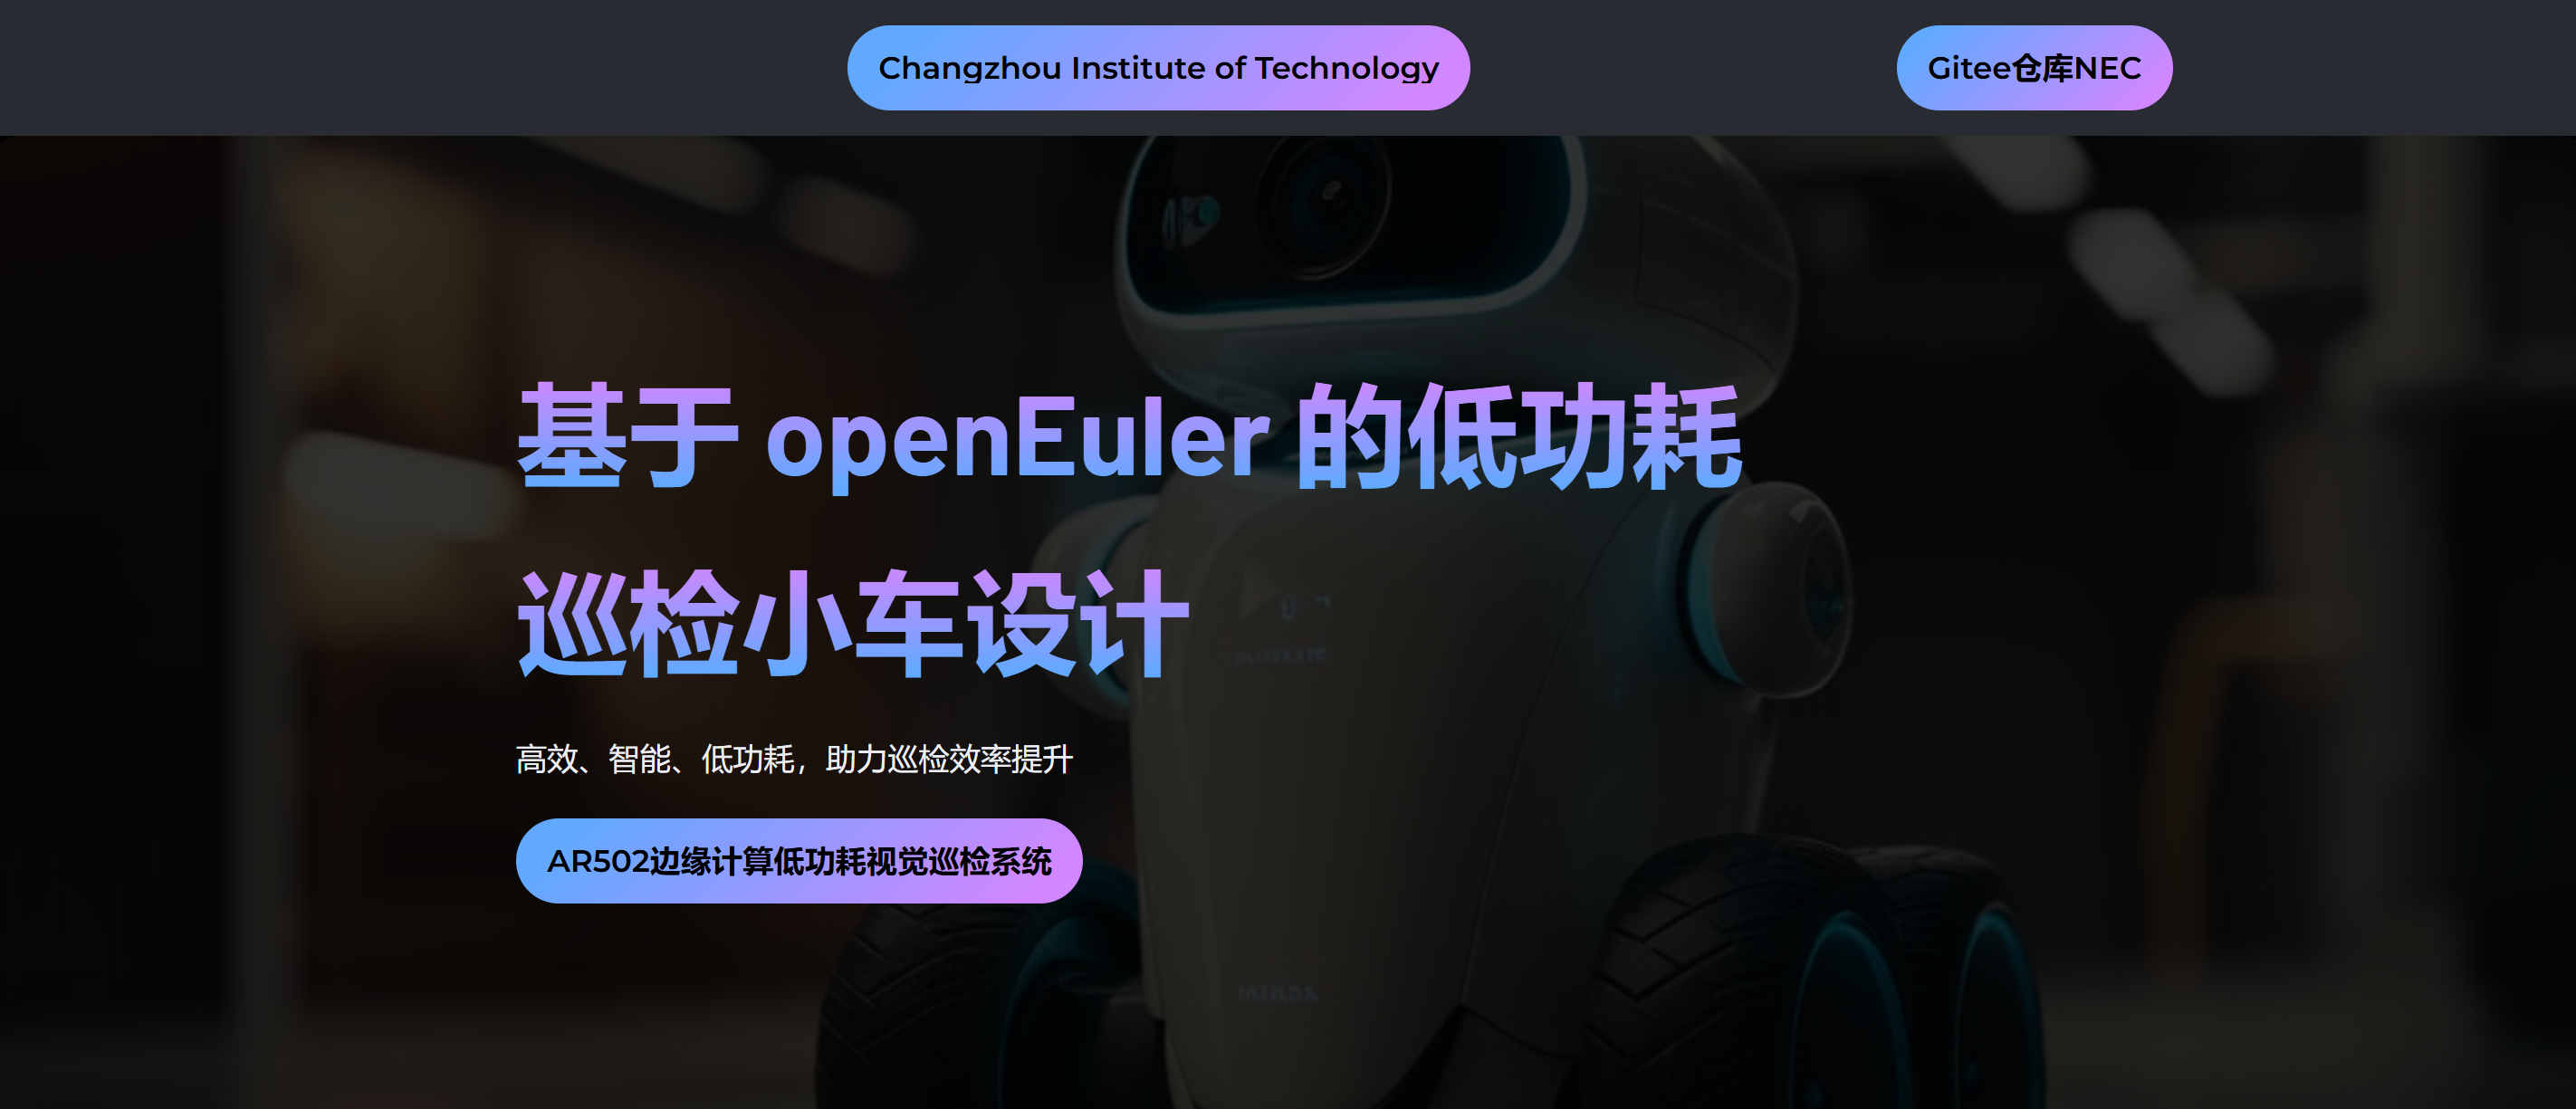 Changzhou Institute of Technology
Gitee仓库NEC
基于 openEuler 的低功耗
巡检小车设计
高效、智能、低功耗，助力巡检效率提升
AR502边缘计算低功耗视觉巡检系统